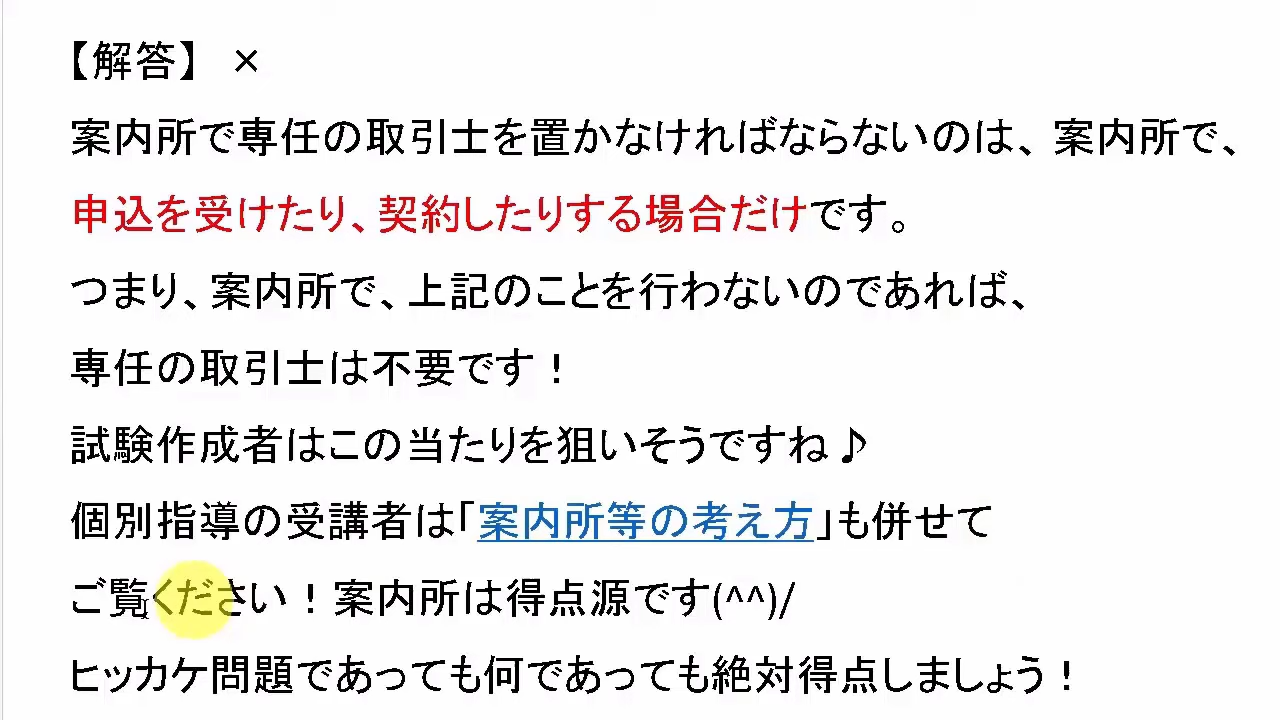 【解答】 ×
案内所で専任の取引士を置かなければならないのは、案内所で、
申込を受けたり、契約したりする場合だけです。
つまり、案内所で、上記のことを行わないのであれば、
専任の取引士は不要です！
試験作成者はこの当たりを狙いそうですね♪
個別指導の受講者は「案内所等の考え方」も併せて
ご覧ください！案内所は得点源です(^^)/
ヒッカケ問題であっても何であっても絶対得点しましょう！